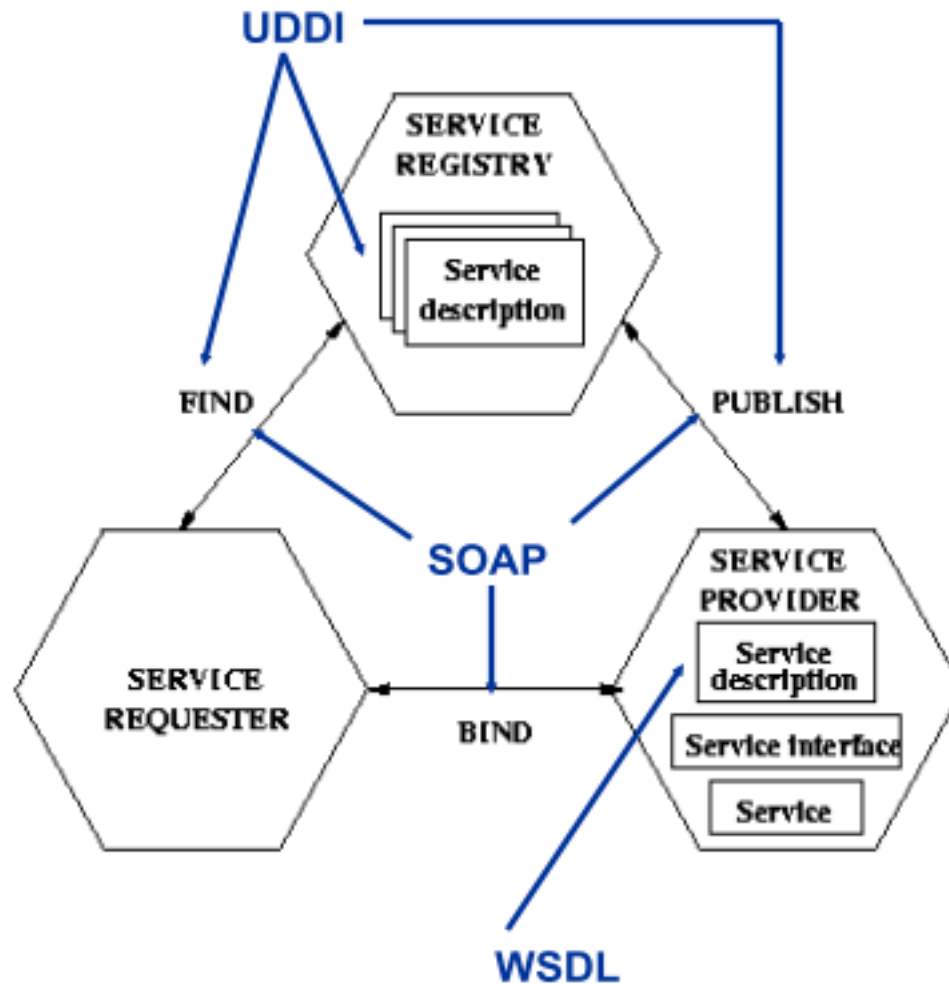 UDDI
SERVICE
REGISTRY
Service
description
FIND
PUBLISH
SOAP
SERVICE
REQUESTER
BIND
SERVICE
PROVIDER
Service
description
Service interface
Service
WSDL